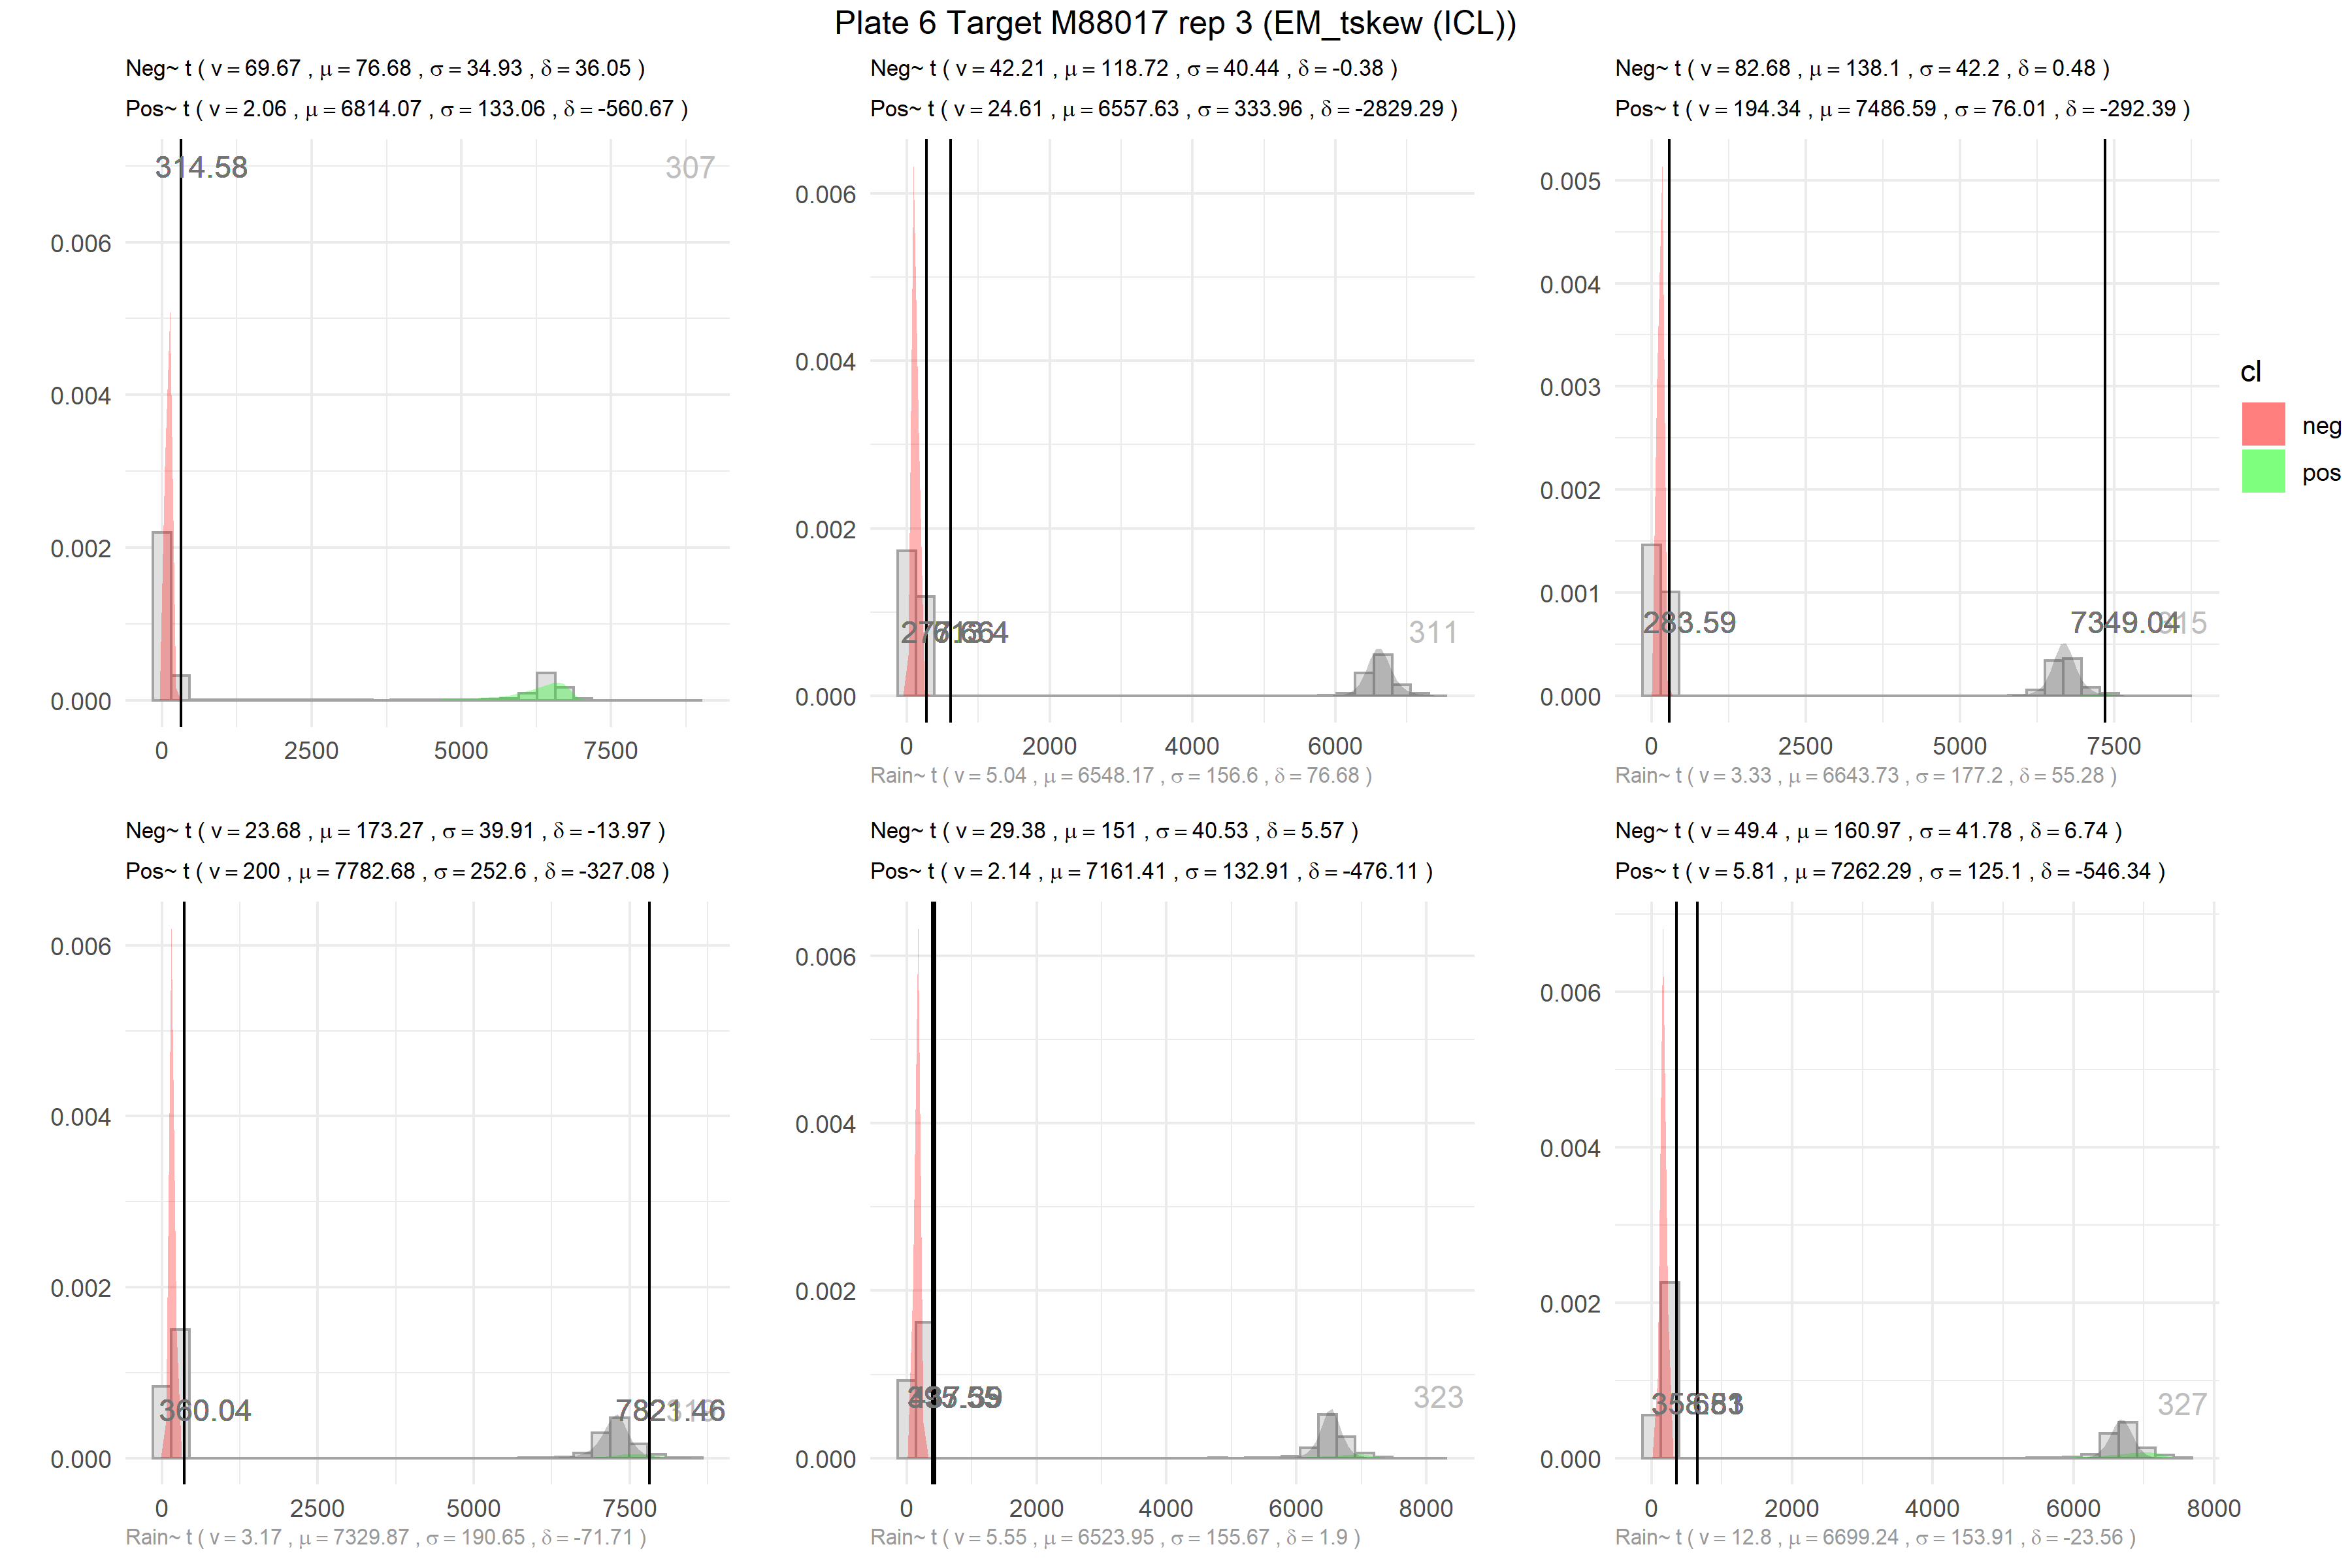 Plate 6 Target M88017 rep 3 (EM_tskew (ICL))
Neg~ t ( v = 69.67 , μ = 76.68 , σ = 34.93 , δ = 36.05 )
Pos~ t ( v = 2.06 , μ = 6814.07 , σ = 133.06 , δ = -560.67 )
314.58 307
0.006
0.004
0.002
0.000
0 2500 5000 7500
Neg~ t ( v = 42.21 , μ = 118.72 , σ = 40.44 , δ = -0.38 )
Pos~ t ( v = 24.61 , μ = 6557.63 , σ = 333.96 , δ = -2829.29 )
0.006
0.004
0.002
311
0.000
0 2000 4000 6000
Rain~ t ( v = 5.04 , μ = 6548.17 , σ = 156.6 , δ = 76.68 )
Neg~ t ( v = 82.68 , μ = 138.1 , σ = 42.2 , δ = 0.48 )
Pos~ t ( v = 194.34 , μ = 7486.59 , σ = 76.01 , δ = -292.39 )
0.005
0.004
0.003
0.002
0.001
283.59 7349.04 315
0.000
0 2500 5000 7500
Rain~ t ( v = 3.33 , μ = 6643.73 , σ = 177.2 , δ = 55.28 )
cl
neg
pos
Neg~ t ( v = 23.68 , μ = 173.27 , σ = 39.91 , δ = -13.97 )
Pos~ t ( v = 200 , μ = 7782.68 , σ = 252.6 , δ = -327.08 )
0.006
0.004
0.002
360.04 7821.46 319
0.000
0 2500 5000 7500
Rain~ t ( v = 3.17 , μ = 7329.87 , σ = 190.65 , δ = -71.71 )
Neg~ t ( v = 29.38 , μ = 151 , σ = 40.53 , δ = 5.57 )
Pos~ t ( v = 2.14 , μ = 7161.41 , σ = 132.91 , δ = -476.11 )
0.006
0.004
0.002
323
0.000
0 2000 4000 6000 8000
Rain~ t ( v = 5.55 , μ = 6523.95 , σ = 155.67 , δ = 1.9 )
Neg~ t ( v = 49.4 , μ = 160.97 , σ = 41.78 , δ = 6.74 )
Pos~ t ( v = 5.81 , μ = 7262.29 , σ = 125.1 , δ = -546.34 )
0.006
0.004
0.002
327
0.000
0 2000 4000 6000 8000
Rain~ t ( v = 12.8 , μ = 6699.24 , σ = 153.91 , δ = -23.56 )